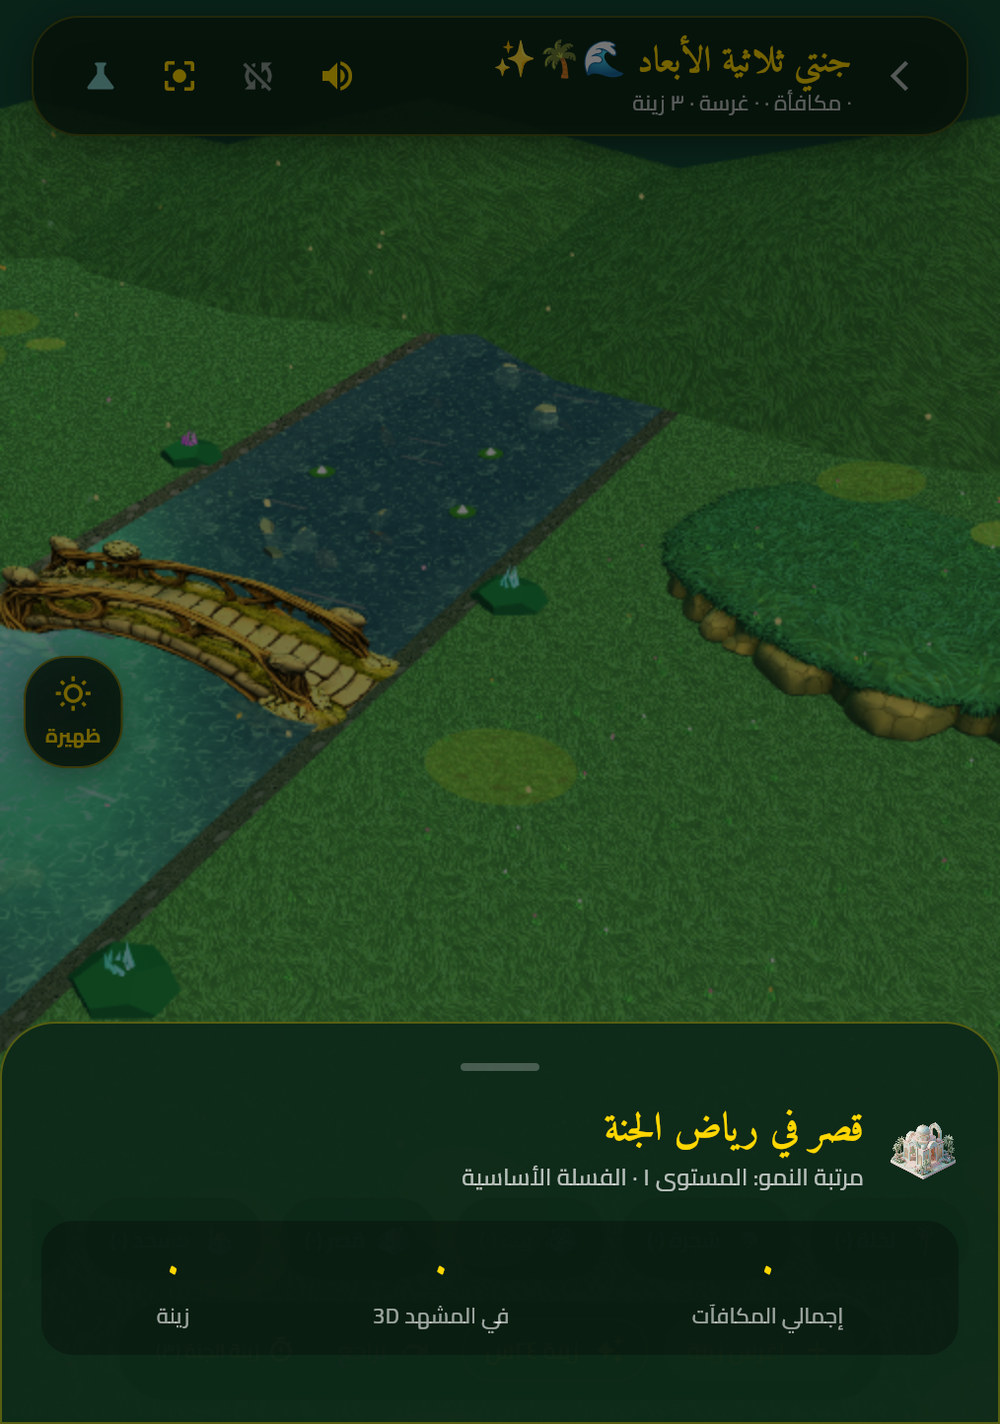 جنتي ثلاثية الأبعاد 🌊🌴✨
٠ مكافأة · ٠ غرسة · ٣ زينة
ظهيرة
قصر في رياض الجنة
مرتبة النمو: المستوى ١ · الفسلة الأساسية
٠ ٠ ٠
إجمالي المكافآت في المشهد 3D زينة